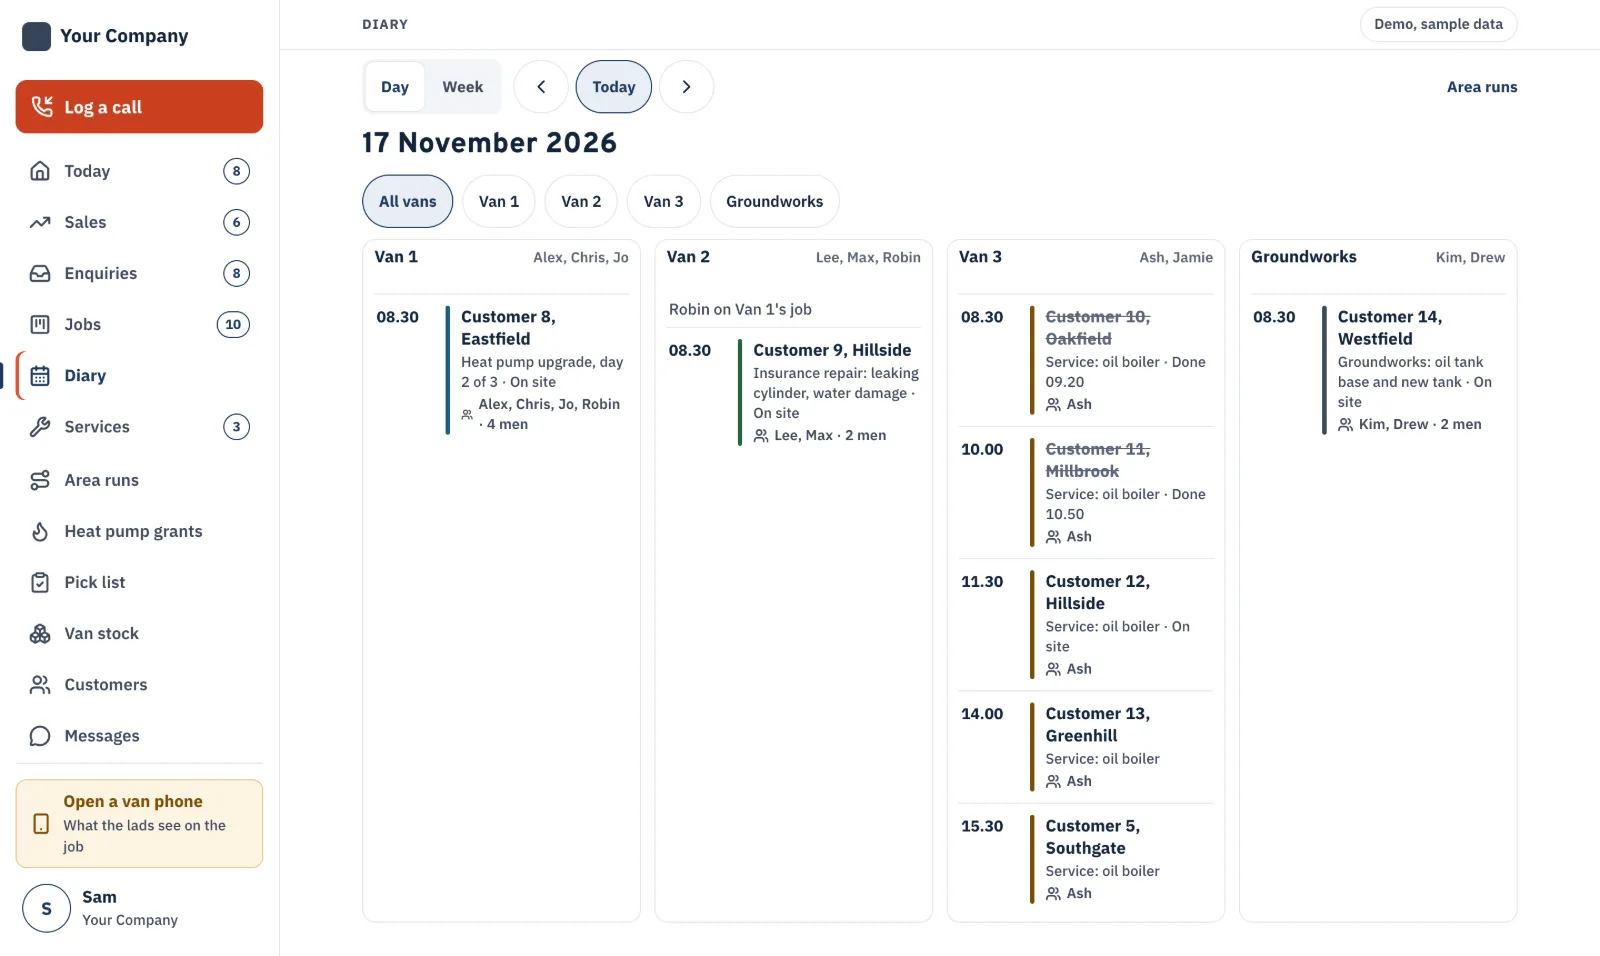 Your Company
Log a call
Today 8
Sales 6
Enquiries 8
Jobs 10
Diary
Services 3
Area runs
Heat pump grants
Pick list
Van stock
Customers
Messages
Open a van phone
What the lads see on the
job
S
Sam
Your Company
DIARY
Demo, sample data
Day Week Today
Area runs
17 November 2026
All vans Van 1 Van 2 Van 3 Groundworks
Van 1 Alex, Chris, Jo
08.30 Customer 8,
Eastfield
Heat pump upgrade, day
2 of 3 · On site
Alex, Chris, Jo, Robin
· 4 men
Van 2 Lee, Max, Robin
Robin on Van 1's job
08.30 Customer 9, Hillside
Insurance repair: leaking
cylinder, water damage ·
On site
Lee, Max · 2 men
Van 3 Ash, Jamie
08.30 Customer 10,
Oakfield
Service: oil boiler · Done
09.20
Ash
10.00 Customer 11,
Millbrook
Service: oil boiler · Done
10.50
Ash
11.30 Customer 12,
Hillside
Service: oil boiler · On
site
Ash
14.00 Customer 13,
Greenhill
Service: oil boiler
Ash
15.30 Customer 5,
Southgate
Service: oil boiler
Ash
Groundworks Kim, Drew
08.30 Customer 14,
Westfield
Groundworks: oil tank
base and new tank · On
site
Kim, Drew · 2 men